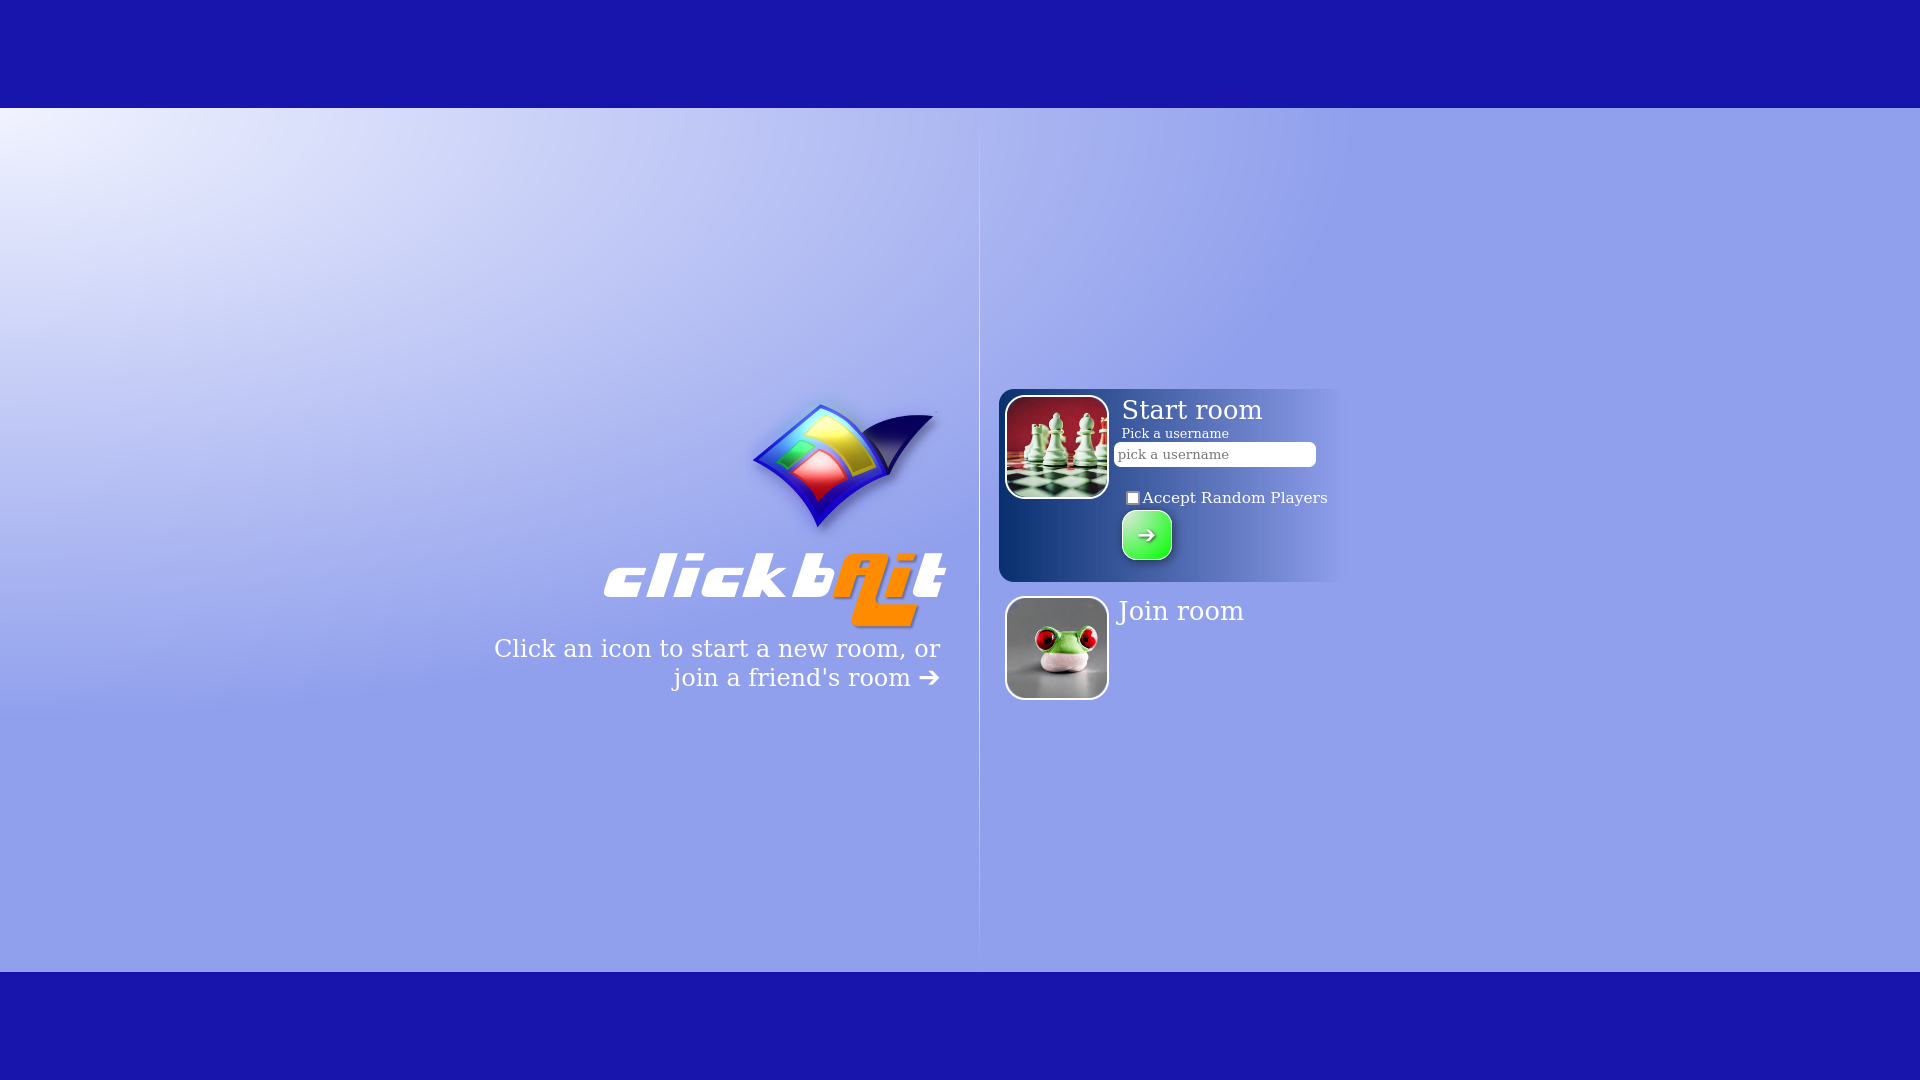 clickbait
Click an icon to start a new room, or
join a friend's room ➔
Start room
Pick a username
pick a username
Accept Random Players
➔
Join room